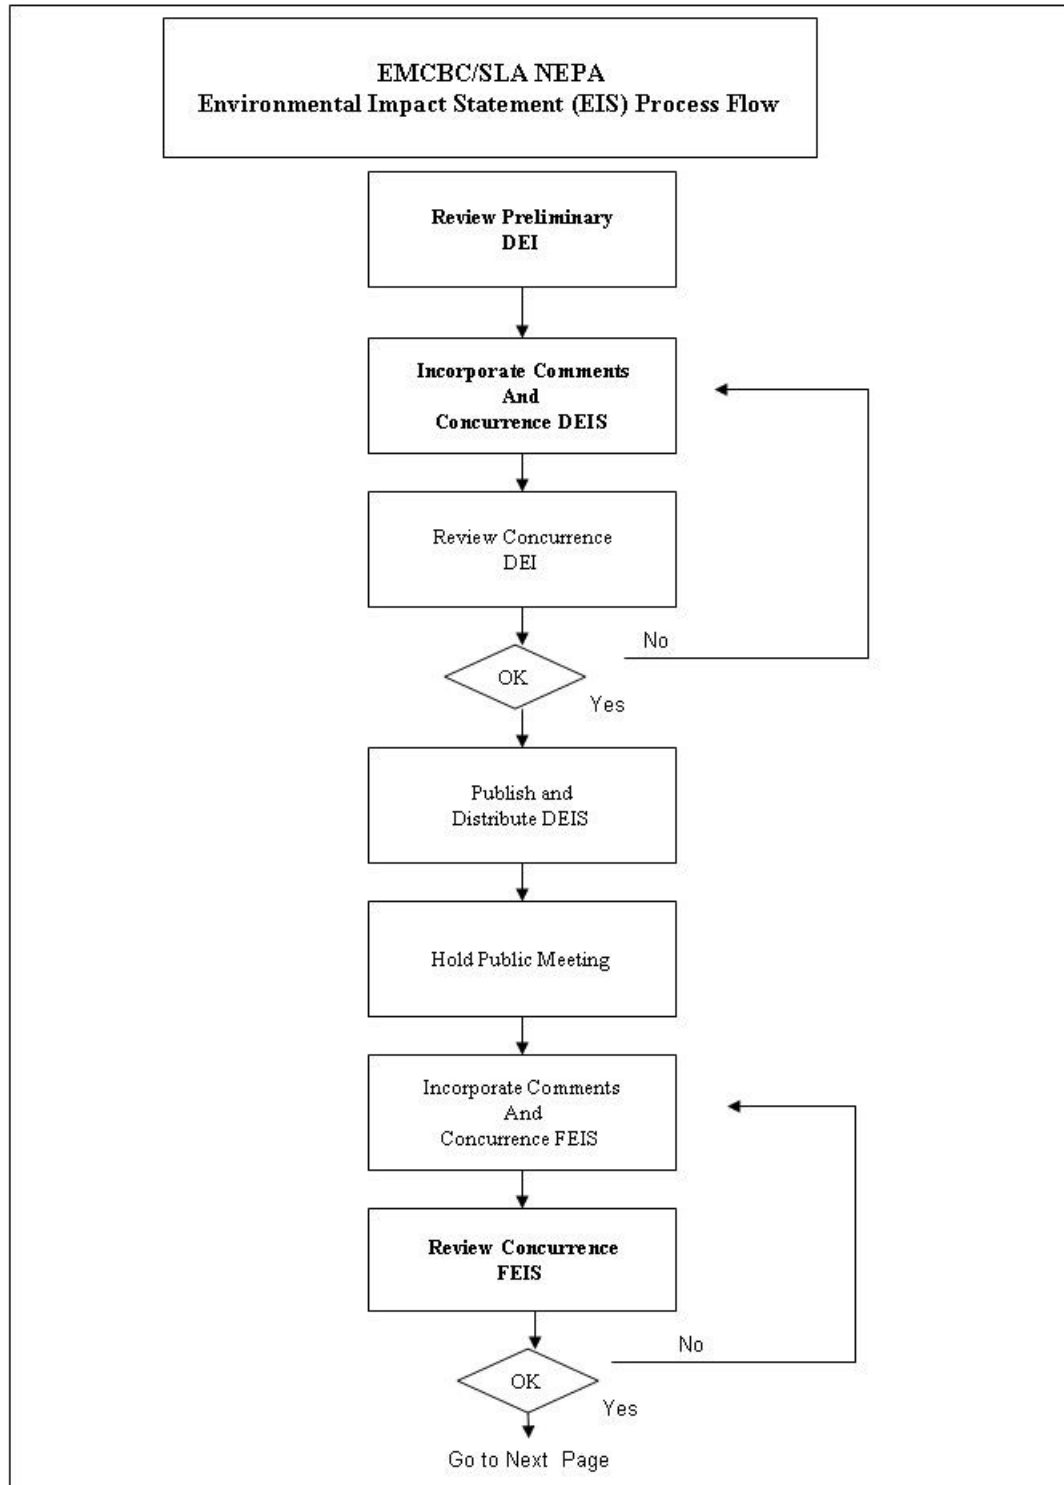 EMCBC/SLA NEPA
Environmental Impact Statement (EIS) Process Flow
Review Preliminary
DEI
Incorporate Comments
And
Concurrence DEIS
Review Concurrence
DEI
No
OK
Yes
Publish and
Distribute DEIS
Hold Public Meeting
Incorporate Comments
And
Concurrence FEIS
Review Concurrence
FEIS
No
OK
Yes
Go to Next Page